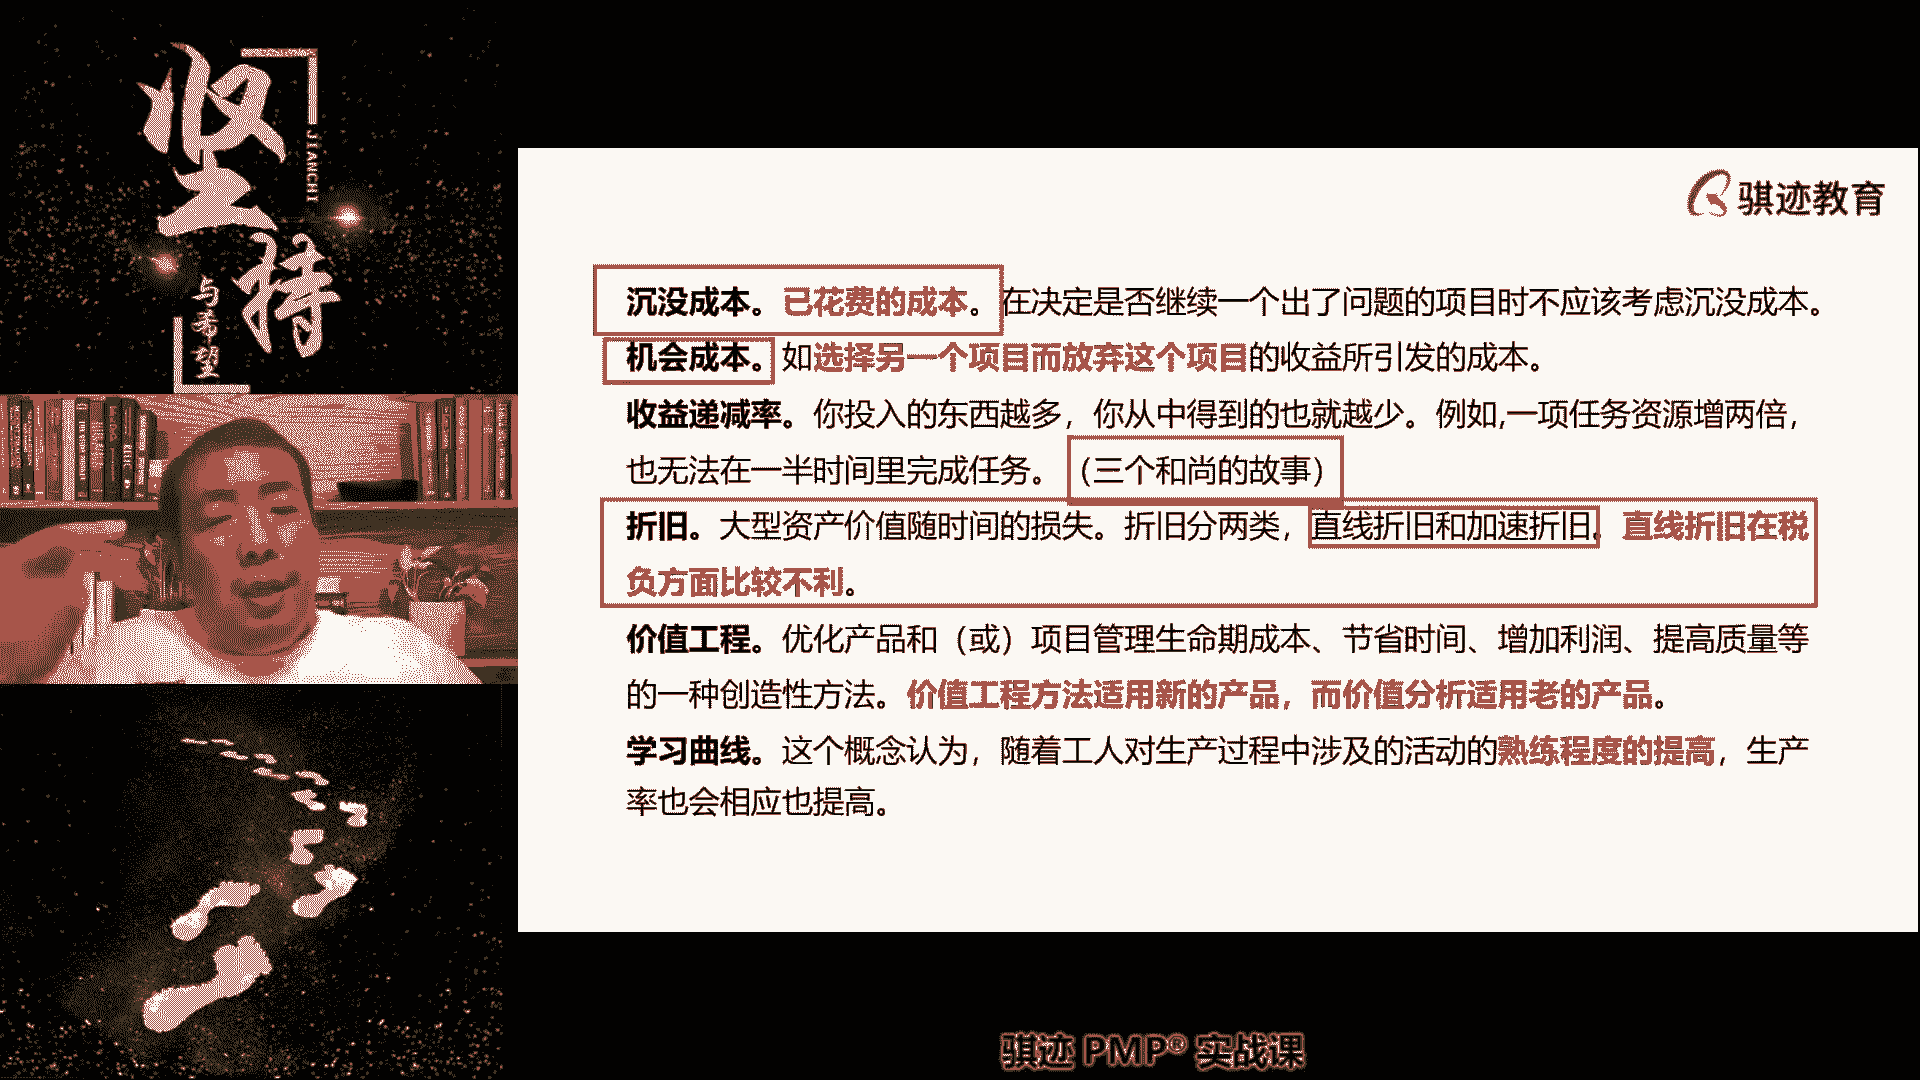 坚持
JIANCHI
与希望
骐迹教育
沉没成本。已花费的成本。在决定是否继续一个出了问题的项目时不应该考虑沉没成本。
机会成本。如选择另一个项目而放弃这个项目的收益所引发的成本。
收益递减率。你投入的东西越多，你从中得到的也就越少。例如,一项任务资源增两倍，
也无法在一半时间里完成任务。（三个和尚的故事）
折旧。大型资产价值随时间的损失。折旧分两类，直线折旧和加速折旧。直线折旧在税
负方面比较不利。
价值工程。优化产品和（或）项目管理生命期成本、节省时间、增加利润、提高质量等
的一种创造性方法。价值工程方法适用新的产品，而价值分析适用老的产品。
学习曲线。这个概念认为，随着工人对生产过程中涉及的活动的熟练程度的提高，生产
率也会相应也提高。
骐迹 PMP® 实战课